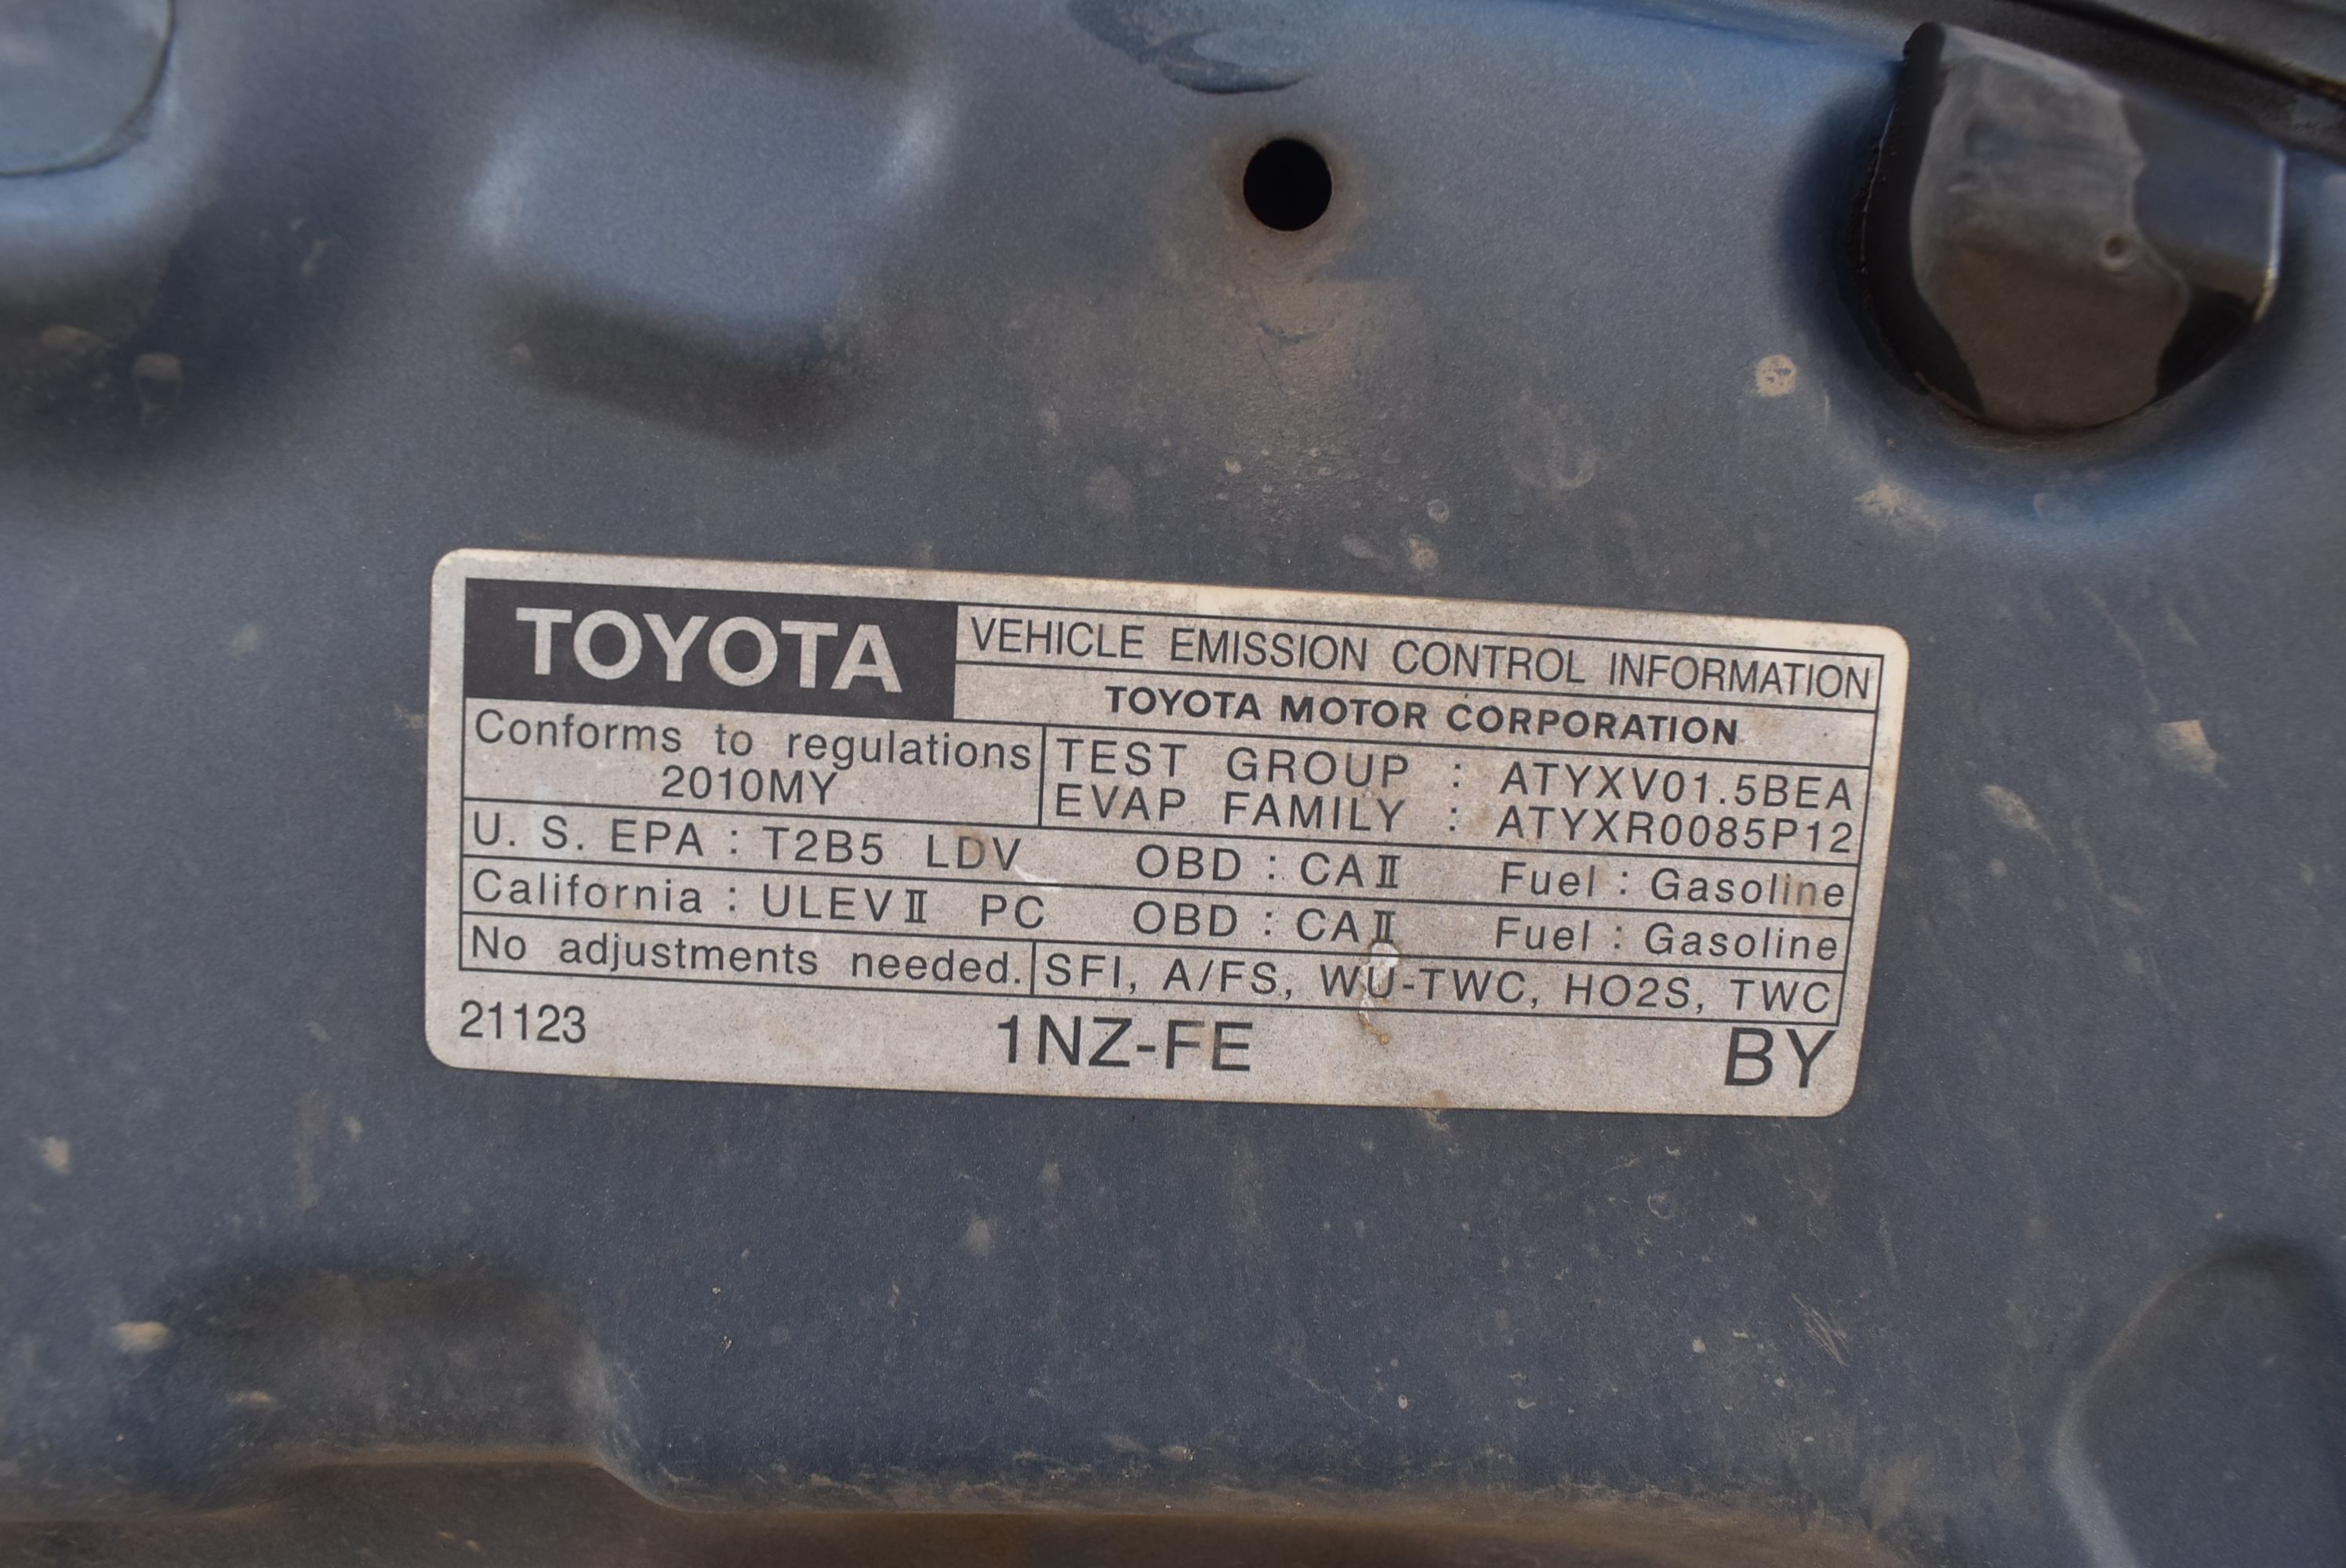 TOYOTA VEHICLE EMISSION CONTROL INFORMATION
TOYOTA MOTOR CORPORATION
Conforms to regulations
2010MY
TEST GROUP : ATYXV01.5BEA
EVAP FAMILY : ATYXR0085P12
U. S. EPA : T2B5 LDV OBD : CAⅡ Fuel : Gasoline
California : ULEVⅡ PC OBD : CAⅡ Fuel : Gasoline
No adjustments needed. SFI, A/FS, WU-TWC, HO2S, TWC
21123 1NZ-FE BY